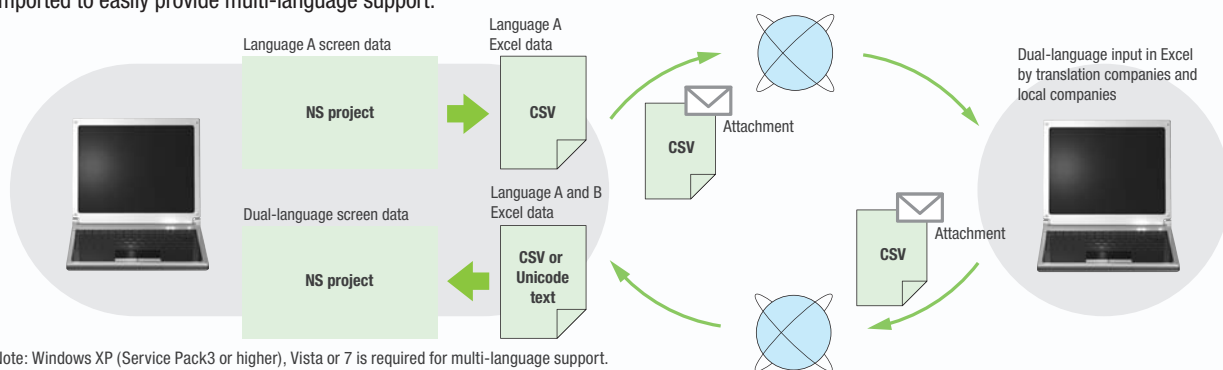 imported to easily provide multi-language support.
Language A screen data
NS project
Language A
Excel data
CSV
CSV
Attachment
Dual-language input in Excel
by translation companies and
local companies
Dual-language screen data
NS project
Language A and B
Excel data
CSV or
Unicode
text
CSV
Attachment
Note: Windows XP (Service Pack3 or higher), Vista or 7 is required for multi-language support.